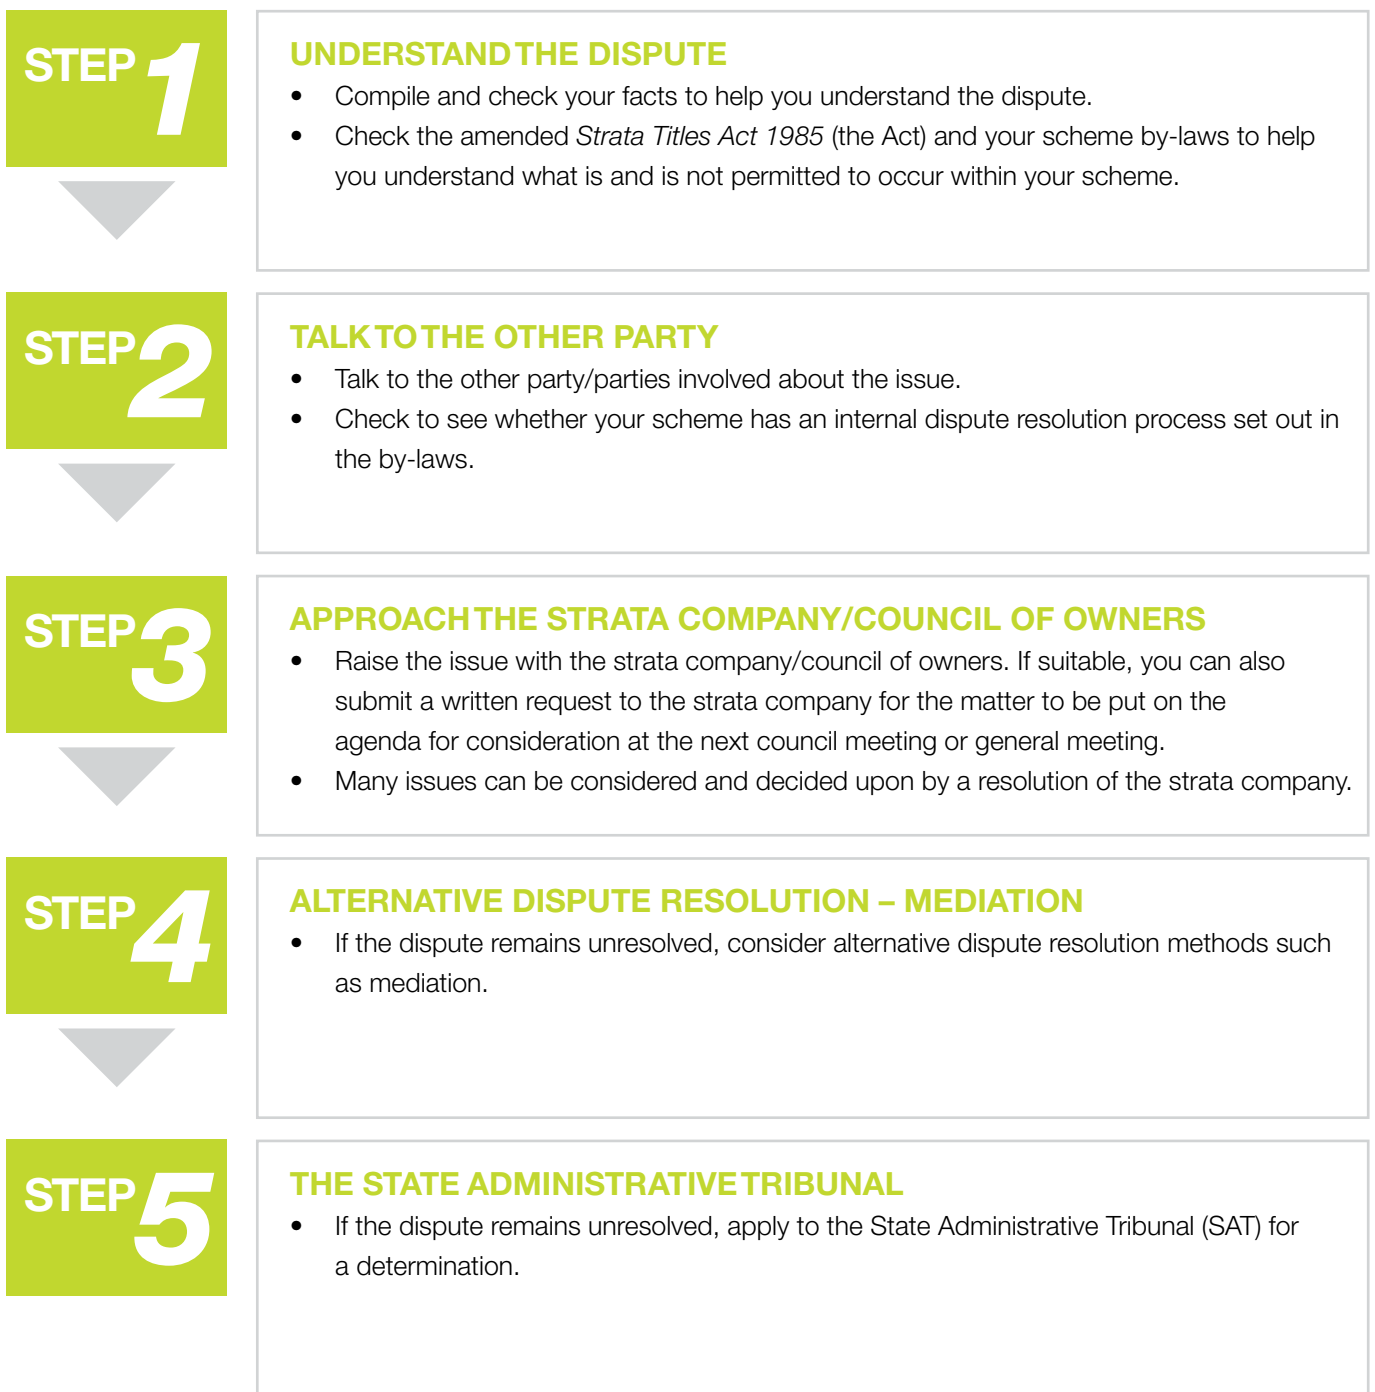 STEP 1
UNDERSTAND THE DISPUTE
• Compile and check your facts to help you understand the dispute.
• Check the amended Strata Titles Act 1985 (the Act) and your scheme by-laws to help
you understand what is and is not permitted to occur within your scheme.
STEP 2
TALK TO THE OTHER PARTY
• Talk to the other party/parties involved about the issue.
• Check to see whether your scheme has an internal dispute resolution process set out in
the by-laws.
STEP 3
APPROACH THE STRATA COMPANY/COUNCIL OF OWNERS
• Raise the issue with the strata company/council of owners. If suitable, you can also
submit a written request to the strata company for the matter to be put on the
agenda for consideration at the next council meeting or general meeting.
• Many issues can be considered and decided upon by a resolution of the strata company.
STEP 4
ALTERNATIVE DISPUTE RESOLUTION – MEDIATION
• If the dispute remains unresolved, consider alternative dispute resolution methods such
as mediation.
STEP 5
THE STATE ADMINISTRATIVE TRIBUNAL
• If the dispute remains unresolved, apply to the State Administrative Tribunal (SAT) for
a determination.